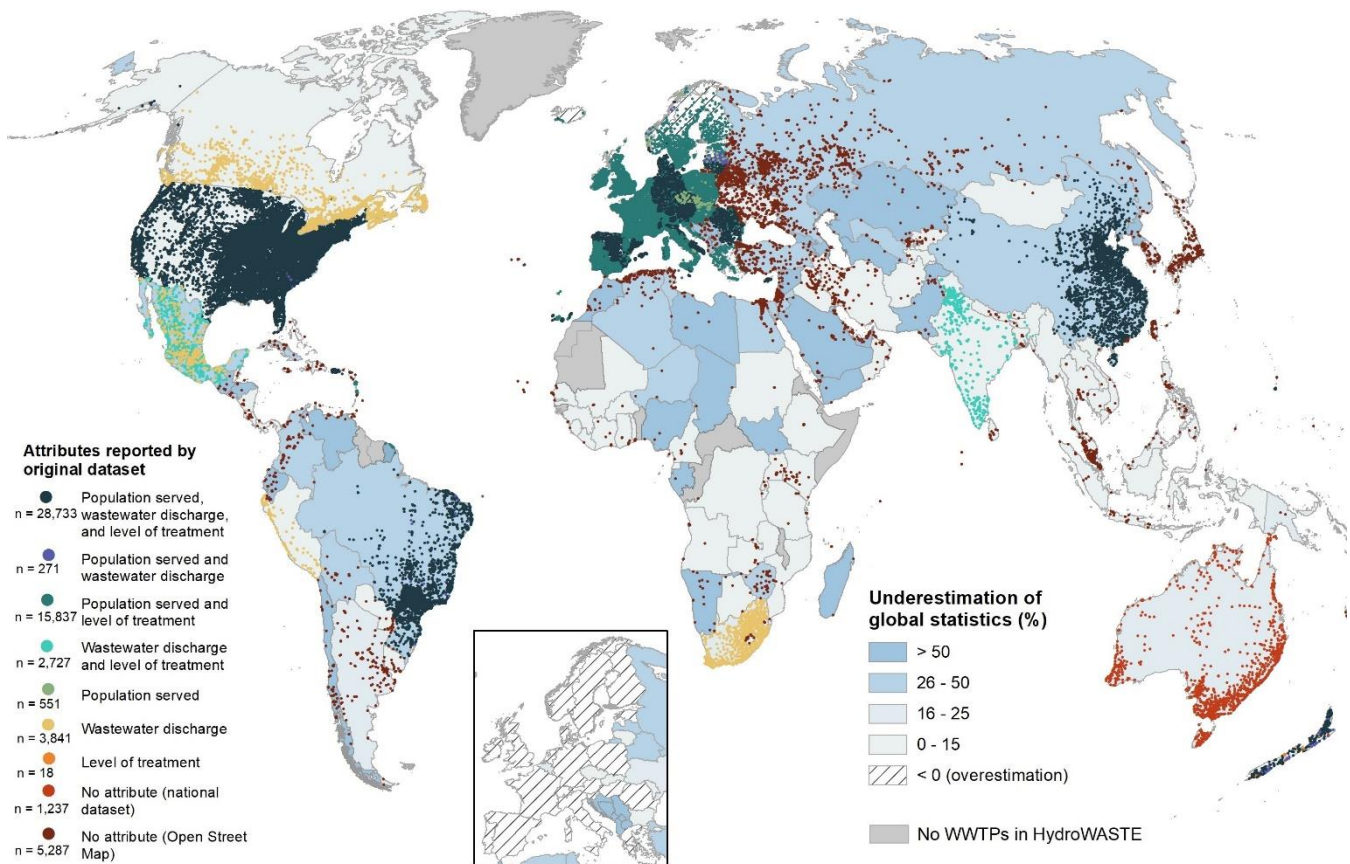 Attributes reported by
original dataset
Population served,
n = 28,733 wastewater discharge,
and level of treatment
Population served and
n = 271 wastewater discharge
Population served and
n = 15,837 level of treatment
Wastewater discharge
n = 2,727 and level of treatment
Population served
n = 551
Wastewater discharge
n = 3,841
Level of treatment
n = 18
No attribute (national
n = 1,237 dataset)
No attribute (Open Street
n = 5,287 Map)
Underestimation of
global statistics (%)
> 50
26 - 50
16 - 25
0 - 15
< 0 (overestimation)
No WWTPs in HydroWASTE